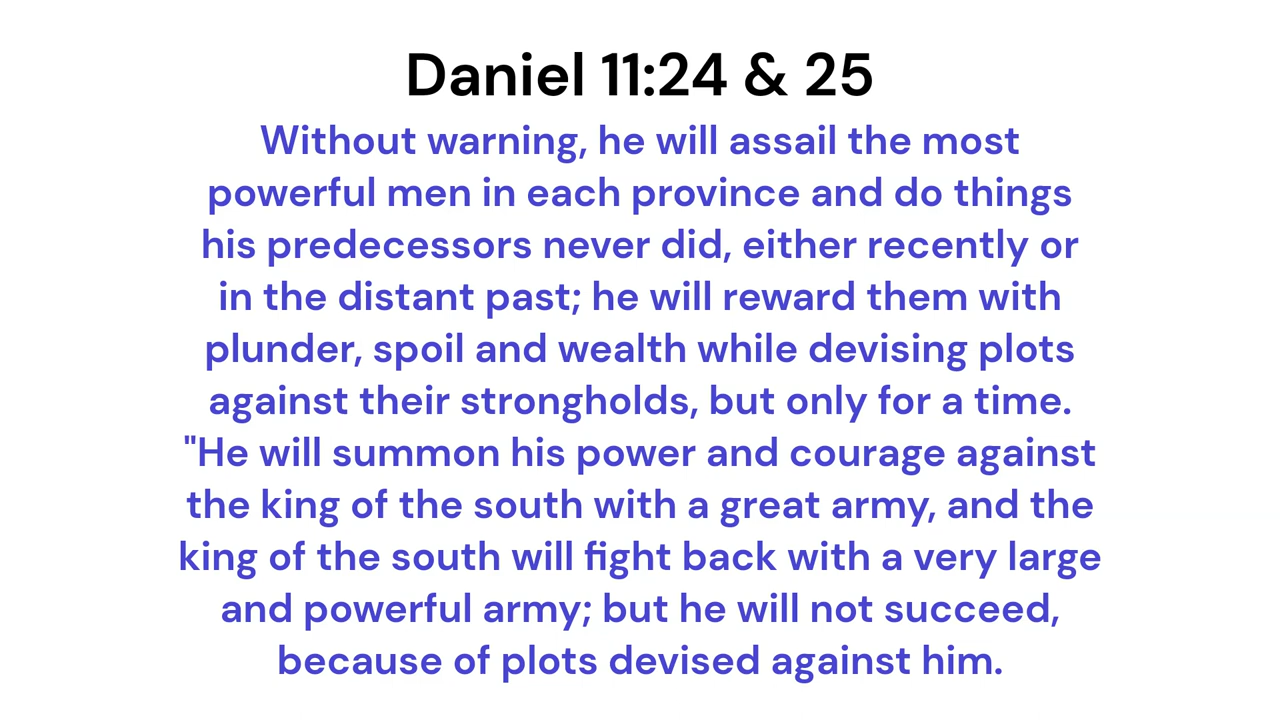 Daniel 11:24 & 25
Without warning, he will assail the most
powerful men in each province and do things
his predecessors never did, either recently or
in the distant past; he will reward them with
plunder, spoil and wealth while devising plots
against their strongholds, but only for a time.
"He will summon his power and courage against
the king of the south with a great army, and the
king of the south will fight back with a very large
and powerful army; but he will not succeed,
because of plots devised against him.